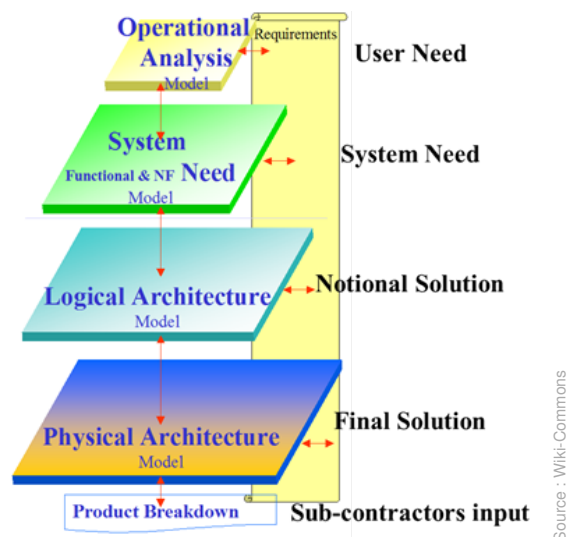 Operational
Analysis
Model
Requirements
User Need
System
Functional & NF Need
Model
System Need
Logical Architecture
Model
Notional Solution
Physical Architecture
Model
Final Solution
Product Breakdown
Sub-contractors input
Source : Wiki-Commons